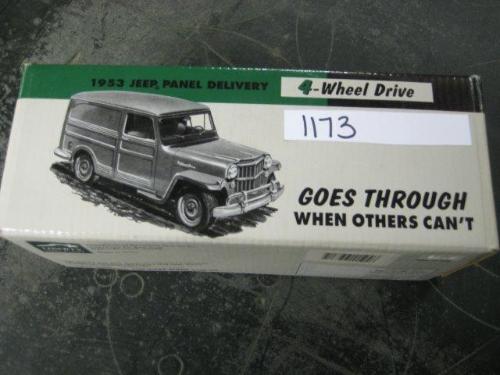 1953 JEEP, PANEL DELIVERY
4-Wheel Drive
1173
GOES THROUGH
WHEN OTHERS CAN'T